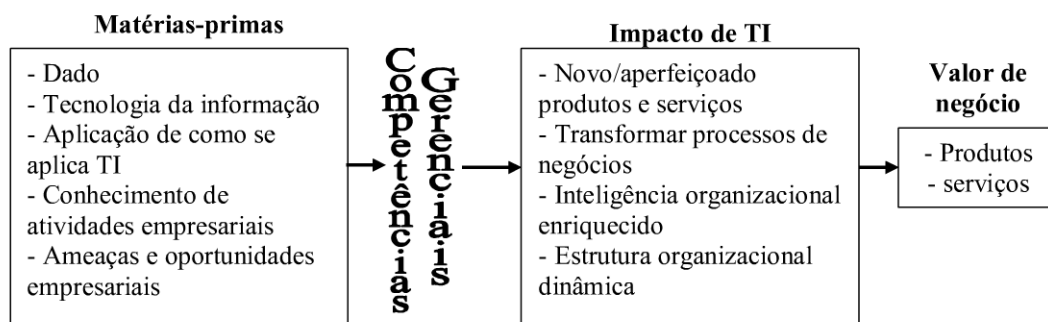 Matérias-primas
- Dado
- Tecnologia da informação
- Aplicação de como se
aplica TI
- Conhecimento de
atividades empresariais
- Ameaças e oportunidades
empresariais
Competências
Gerenciais
Impacto de TI
- Novo/aperfeiçoado
produtos e serviços
- Transformar processos de
negócios
- Inteligência organizacional
enriquecido
- Estrutura organizacional
dinâmica
Valor de
negócio
- Produtos
- serviços